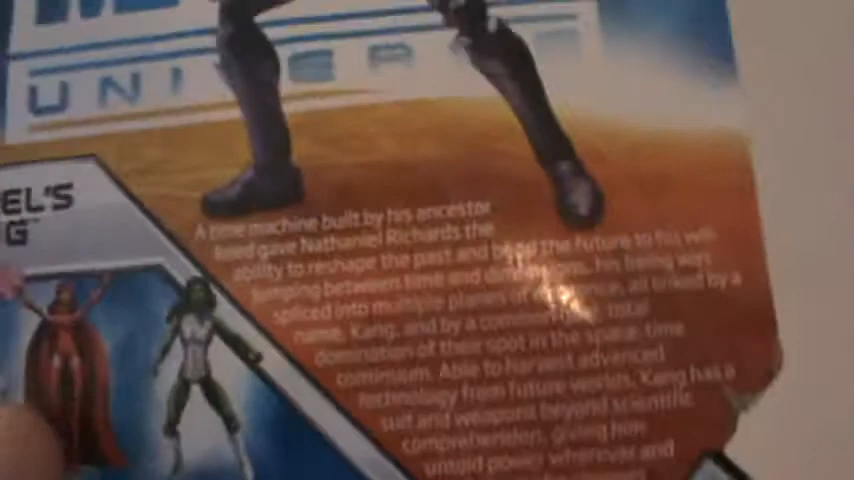 UNI ER
EL'S
G™
A time machine built by his ancestor
Reed gave Nathaniel Richards the
ability to reshape the past and bend the future to his will.
Jumping between time and dimensions, his being was
spliced into multiple planes of existence, all linked by a
name, Kang, and by a common goal: total
domination of their spot in the space-time
continuum. Able to harvest advanced
technology from future worlds, Kang has a
suit and weapons beyond scientific
comprehension, giving him
untold power wherever and